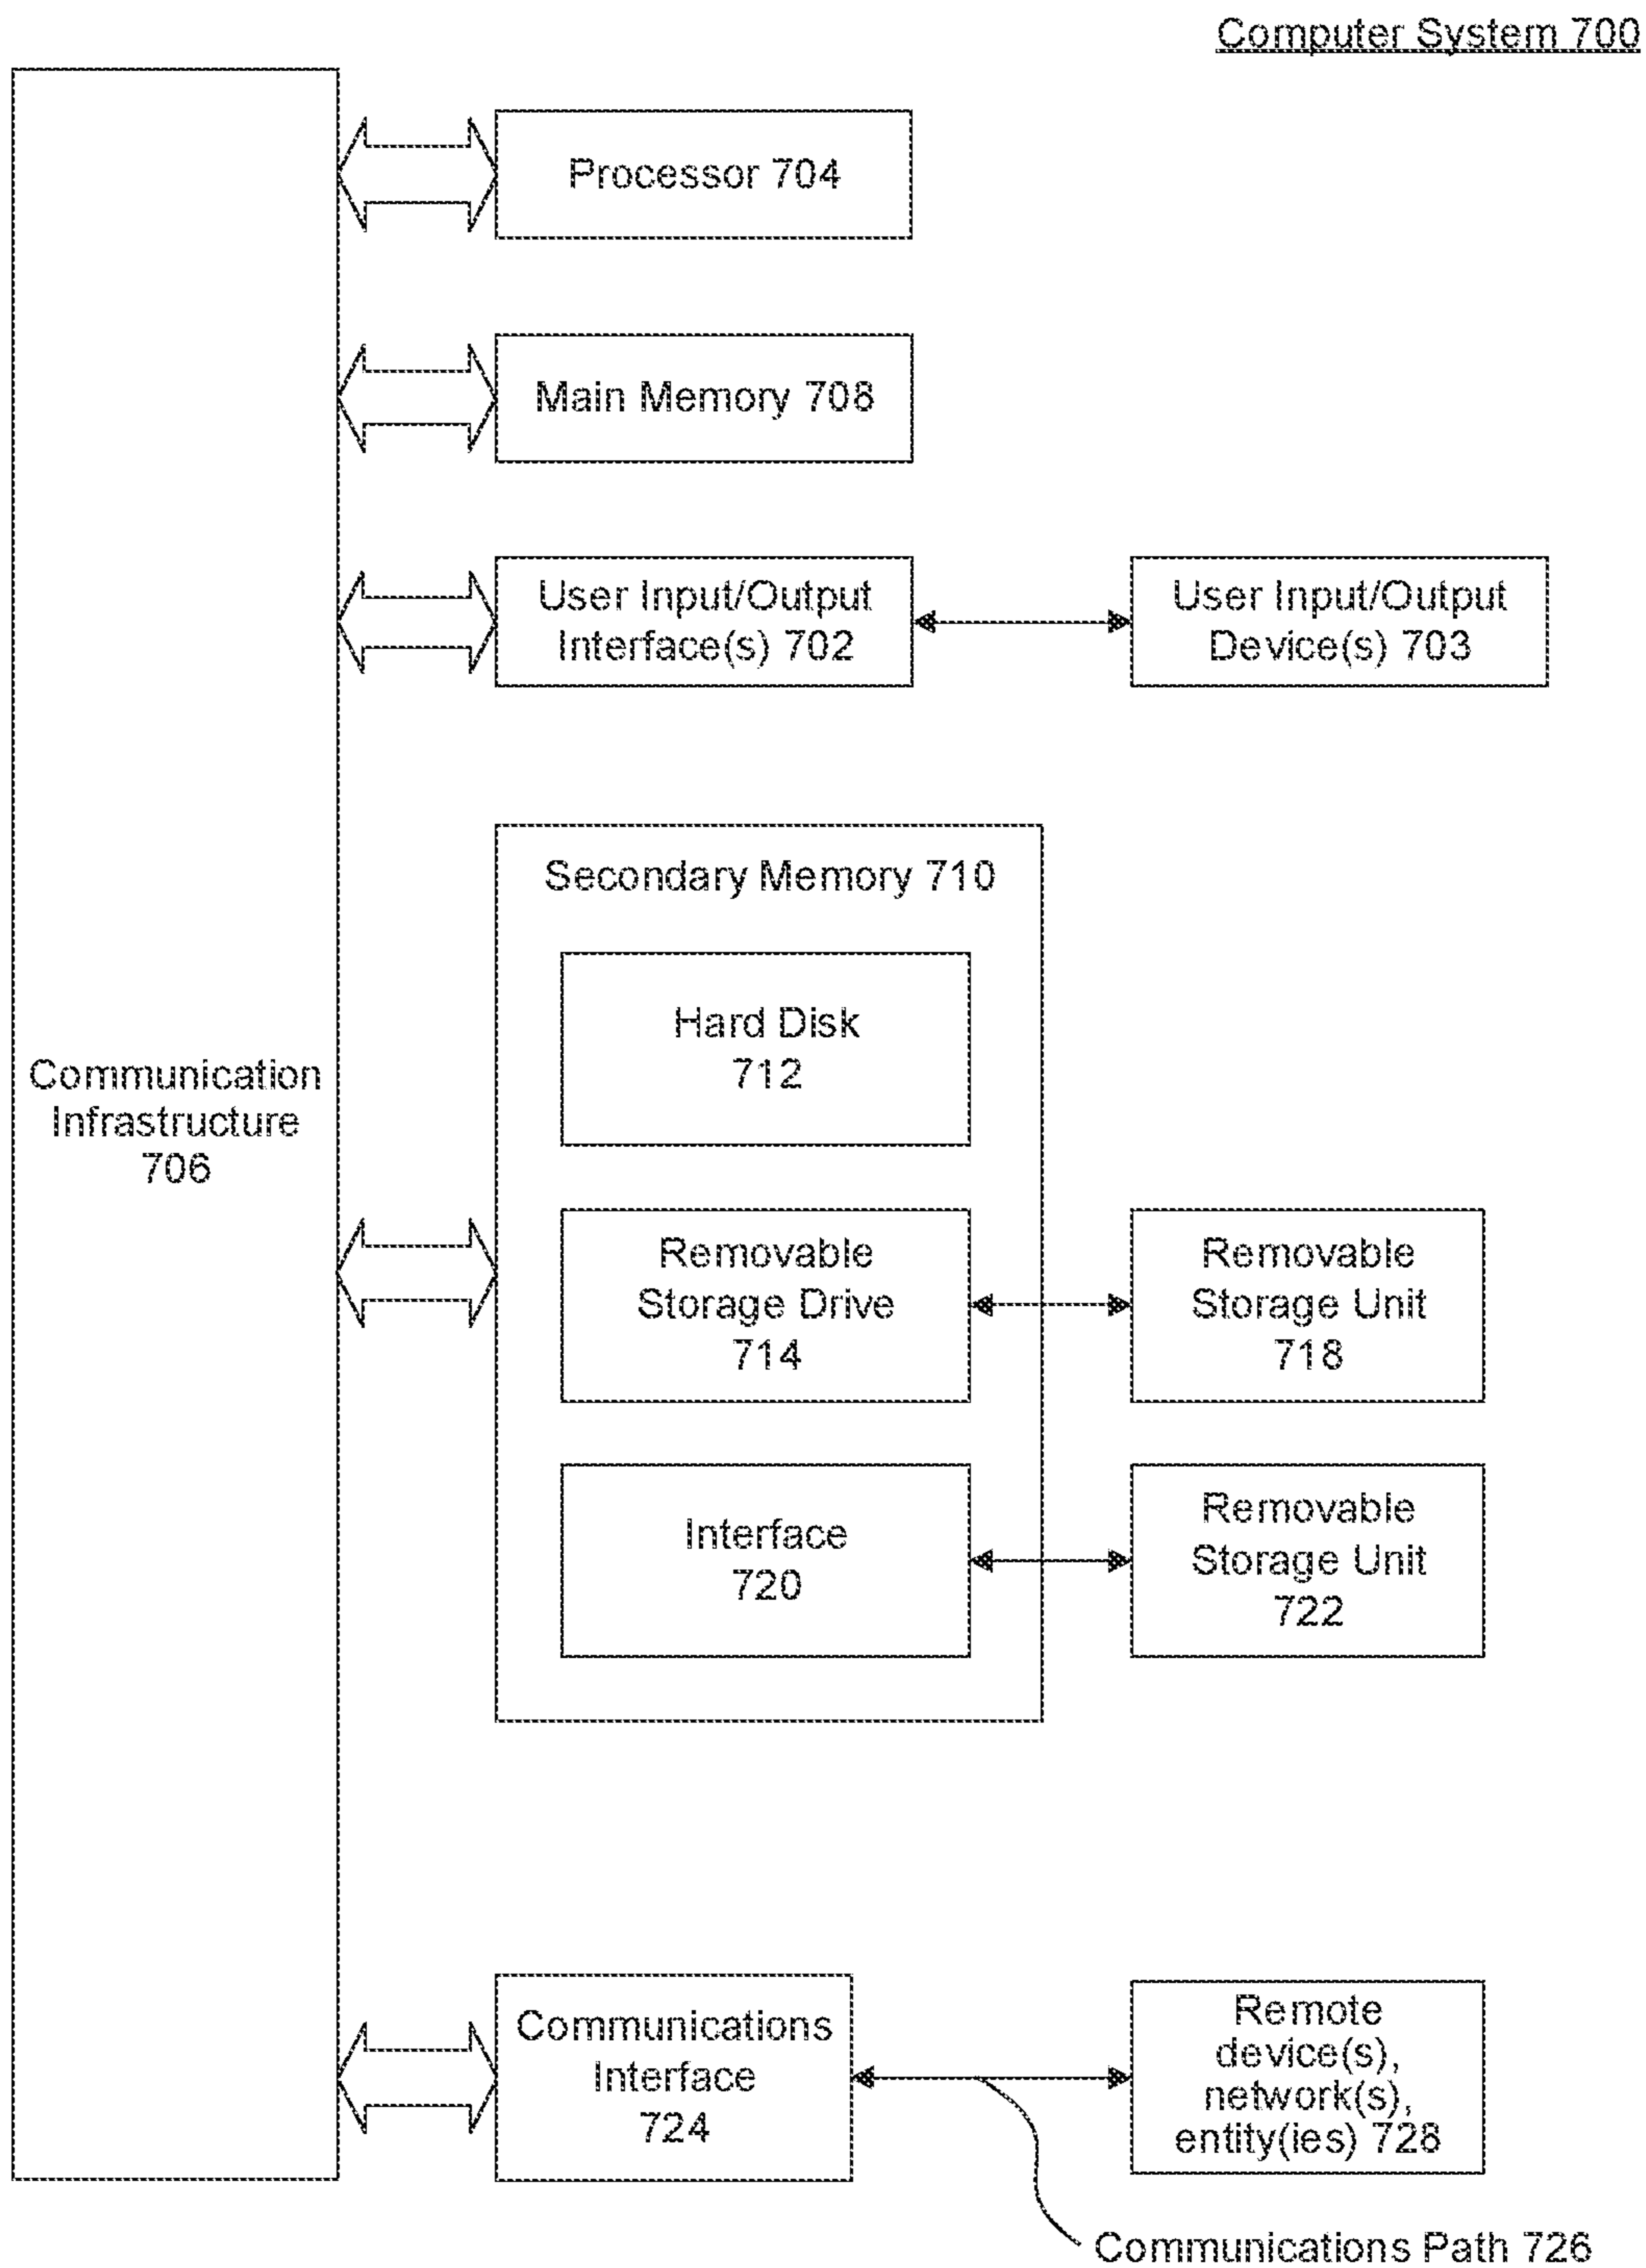 Computer System 700
Processor 704
Main Memory 708
User Input/Output
Interface(s) 702
User Input/Output
Device(s) 703
Secondary Memory 710
Hard Disk
712
Communication
Infrastructure
706
Removable
Storage Drive
714
Removable
Storage Unit
718
Interface
720
Removable
Storage Unit
722
Communications
Interface
724
Remote
device(s),
network(s),
entity(ies) 728
Communications Path 726